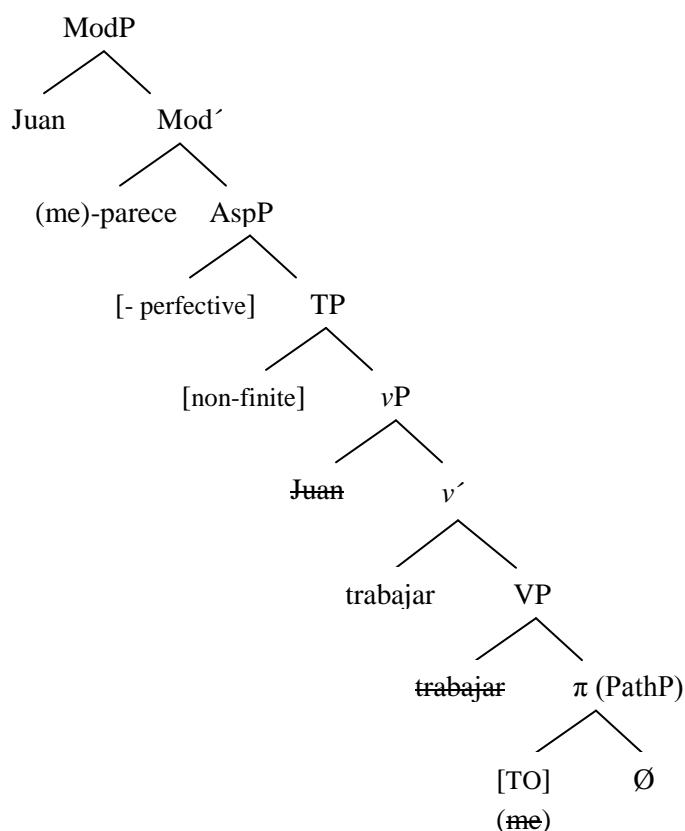 ModP
Juan Mod´
(me)-parece AspP
[- perfective] TP
[non-finite] vP
Juan v´
trabajar VP
trabajar π (PathP)
[TO] Ø
(me)